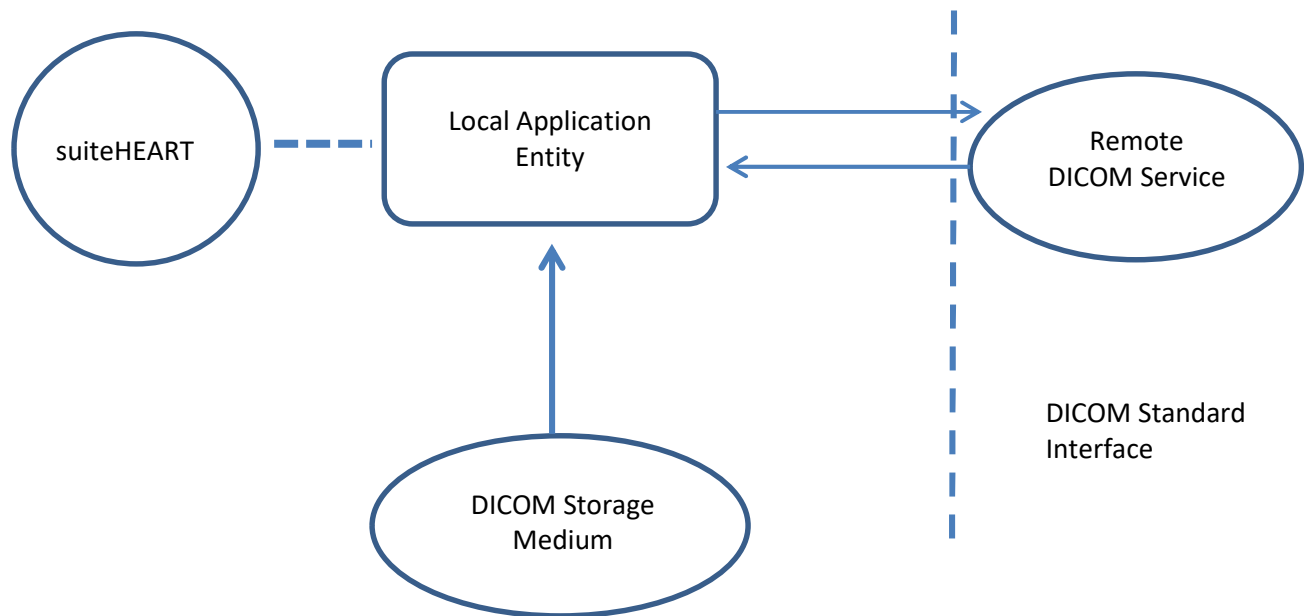 suiteHEART
Local Application
Entity
Remote
DICOM Service
DICOM Standard
Interface
DICOM Storage
Medium